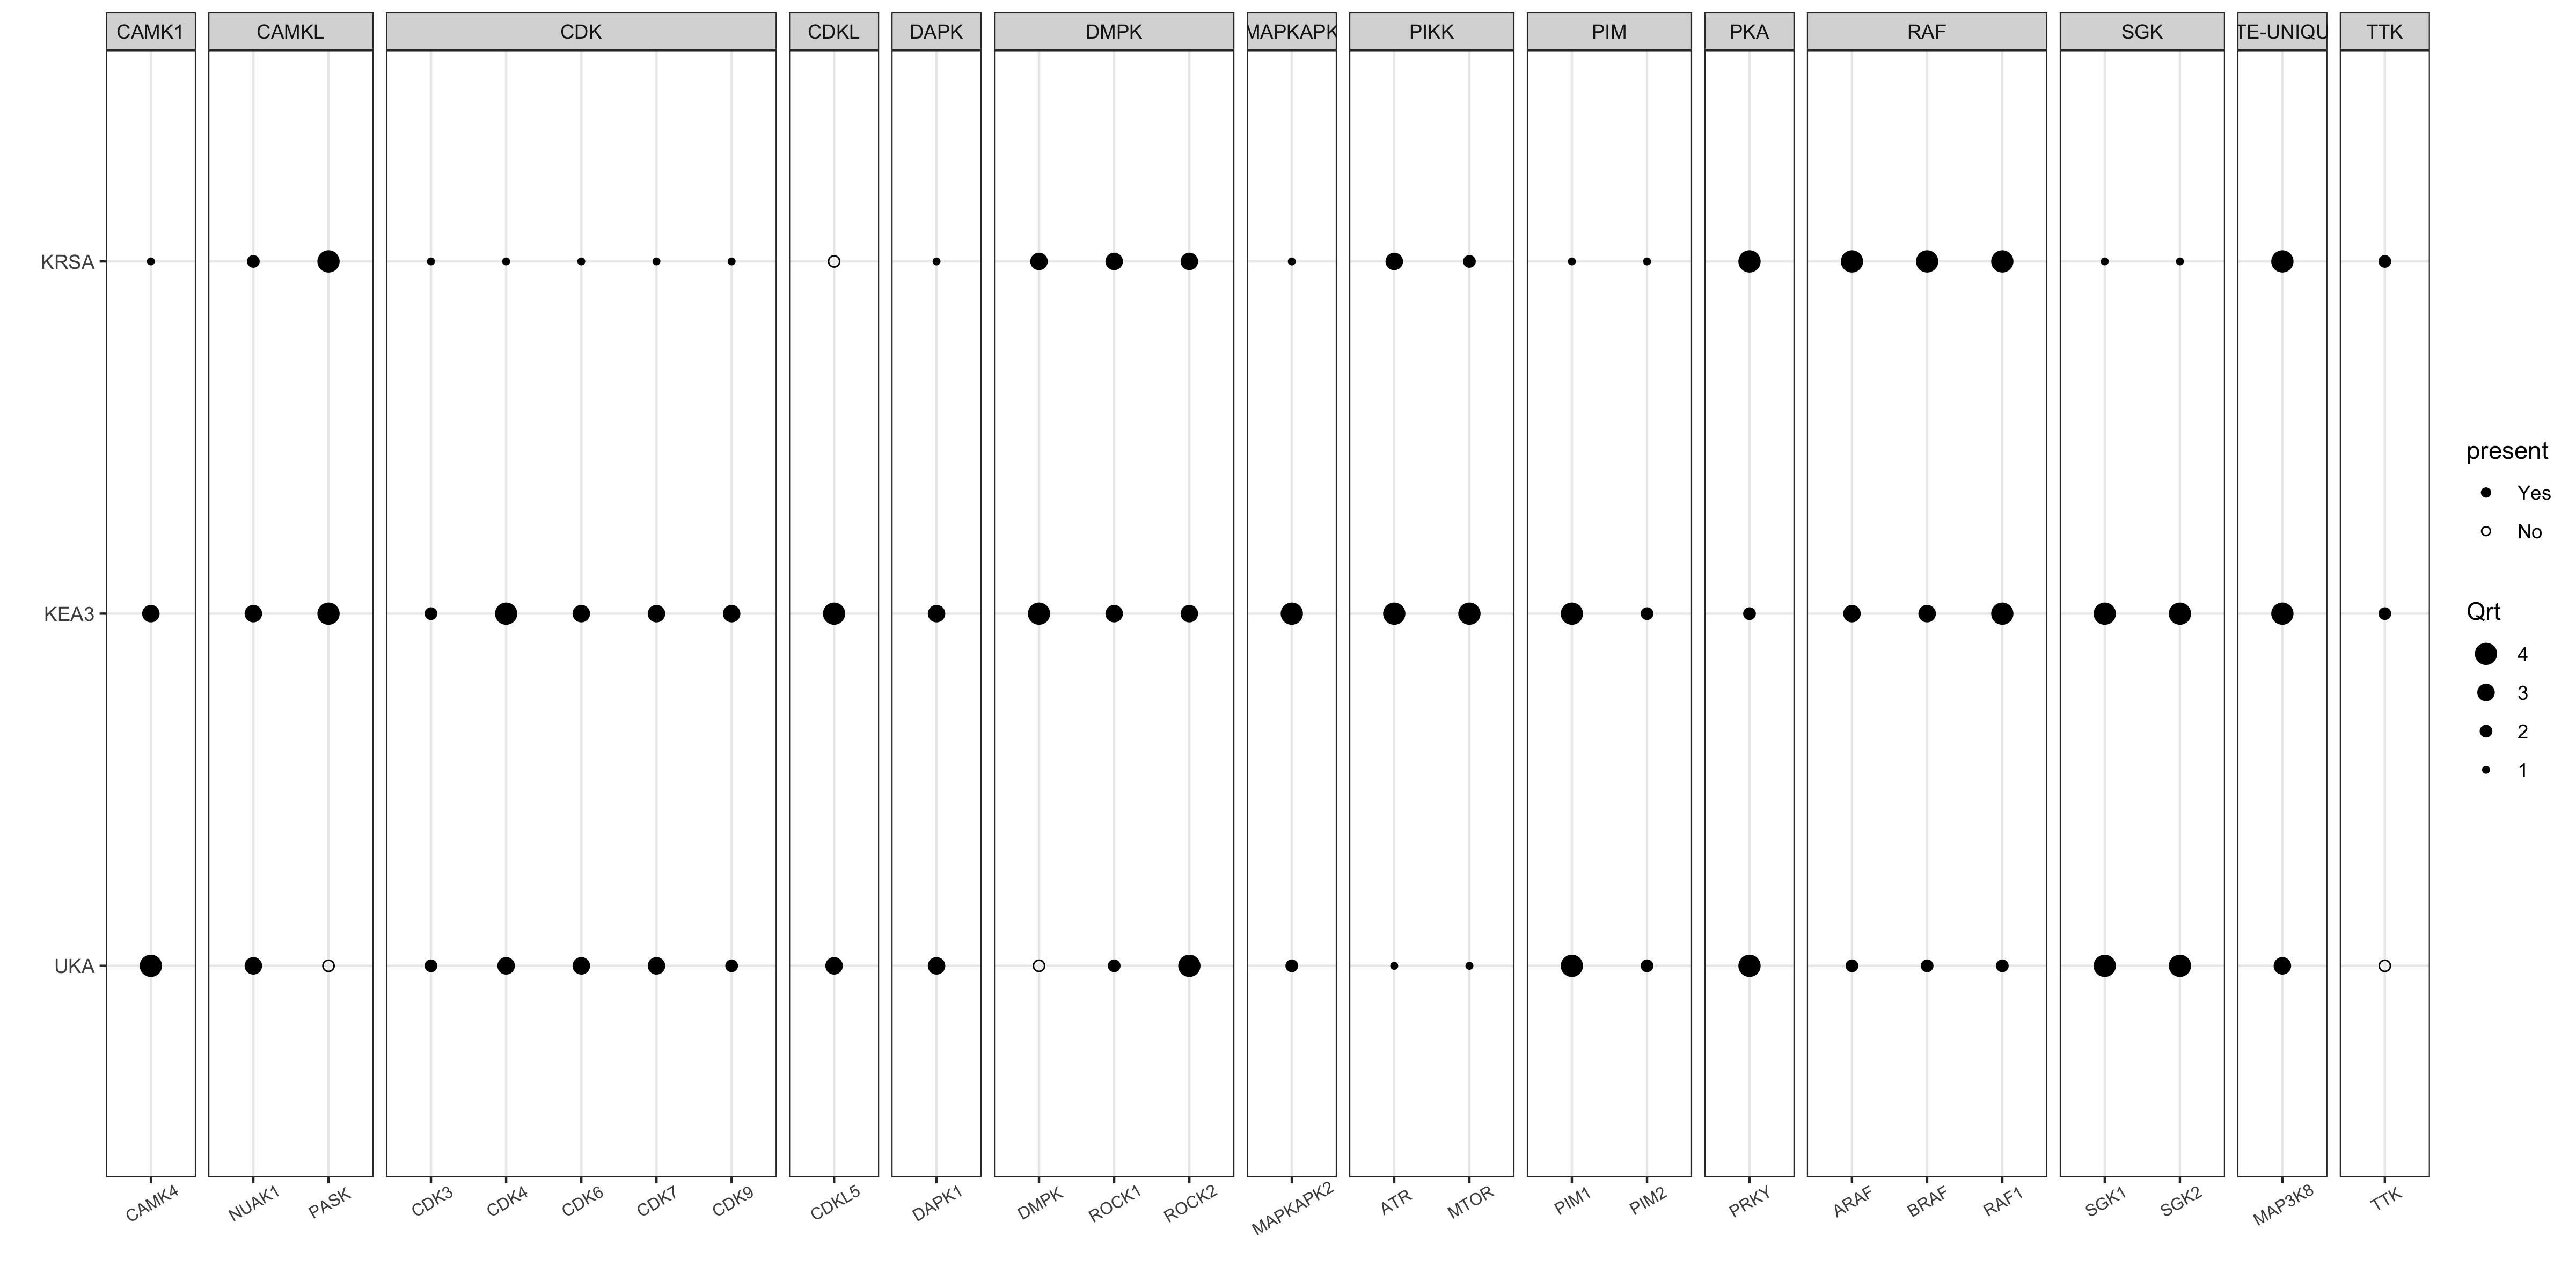 CAMK1 CAMKL CDK CDKL DAPK DMPK MAPKAPK PIKK PIM PKA RAF SGK TE-UNIQU TTK
KRSA
KEA3
UKA
CAMK4 NUAK1 PASK CDK3 CDK4 CDK6 CDK7 CDK9 CDKL5 DAPK1 DMPK ROCK1 ROCK2 MAPKAPK2 ATR MTOR PIM1 PIM2 PRKY ARAF BRAF RAF1 SGK1 SGK2 MAP3K8 TTK
present
Yes
No
Qrt
4
3
2
1